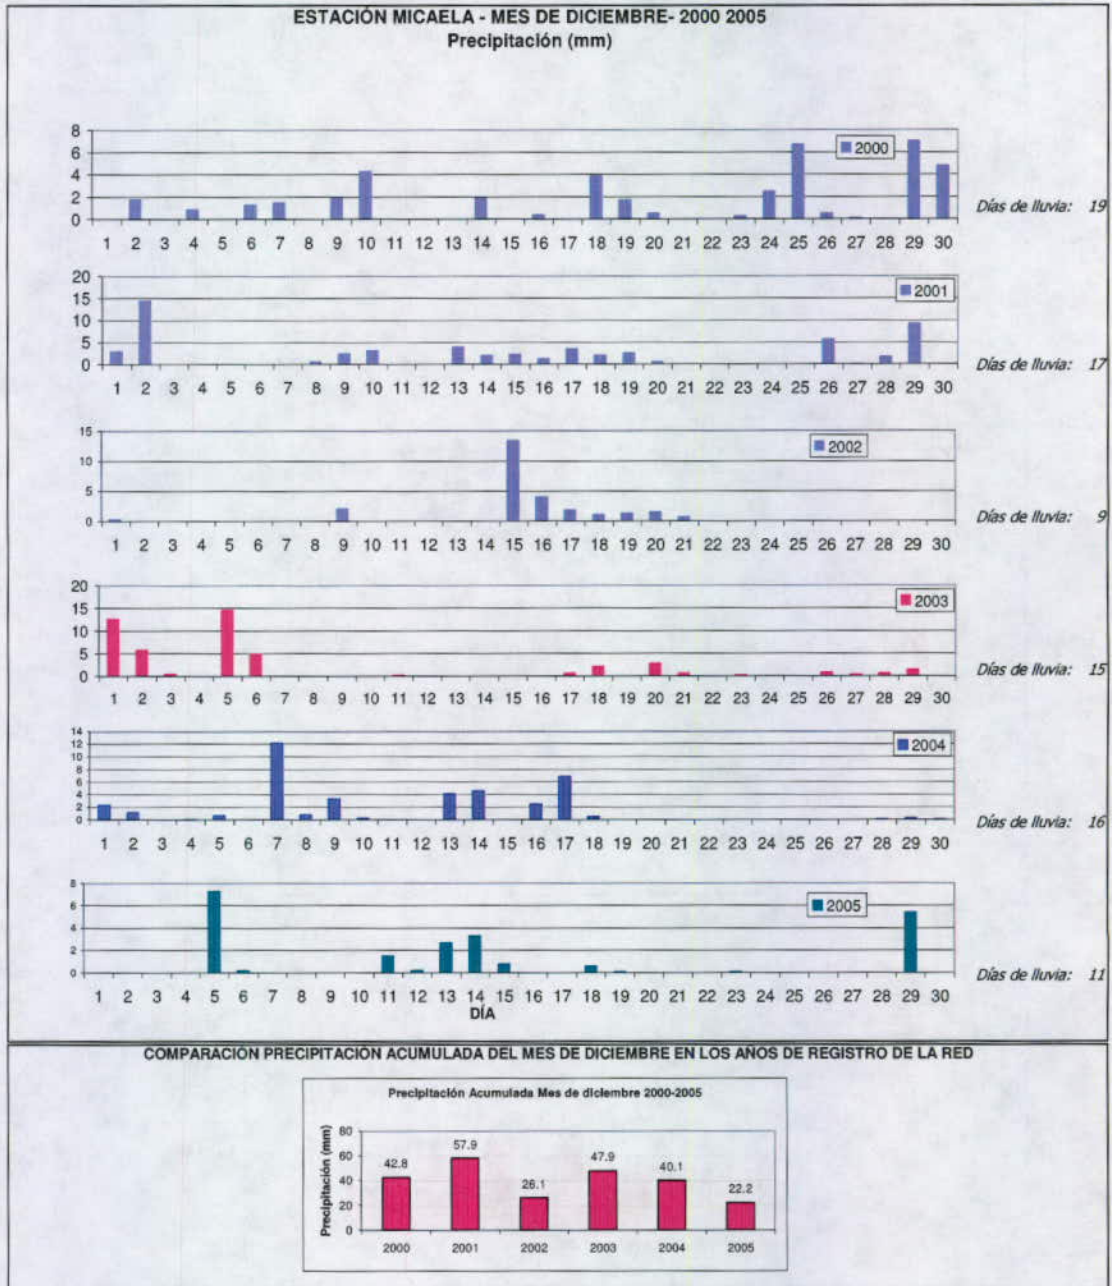 ESTACIÓN MICAELA - MES DE DICIEMBRE- 2000 2005
Precipitación (mm)
8
6
4
2
0
2000
Días de lluvia: 19
1 2 3 4 5 6 7 8 9 10 11 12 13 14 15 16 17 18 19 20 21 22 23 24 25 26 27 28 29 30
20
15
10
5
0
2001
Días de lluvia: 17
1 2 3 4 5 6 7 8 9 10 11 12 13 14 15 16 17 18 19 20 21 22 23 24 25 26 27 28 29 30
15
10
5
0
2002
Días de lluvia: 9
1 2 3 4 5 6 7 8 9 10 11 12 13 14 15 16 17 18 19 20 21 22 23 24 25 26 27 28 29 30
20
15
10
5
0
2003
Días de lluvia: 15
1 2 3 4 5 6 7 8 9 10 11 12 13 14 15 16 17 18 19 20 21 22 23 24 25 26 27 28 29 30
14
12
10
8
6
4
2
0
2004
Días de lluvia: 16
1 2 3 4 5 6 7 8 9 10 11 12 13 14 15 16 17 18 19 20 21 22 23 24 25 26 27 28 29 30
8
6
4
2
0
2005
Días de lluvia: 11
1 2 3 4 5 6 7 8 9 10 11 12 13 14 15 16 17 18 19 20 21 22 23 24 25 26 27 28 29 30
DÍA
COMPARACIÓN PRECIPITACIÓN ACUMULADA DEL MES DE DICIEMBRE EN LOS AÑOS DE REGISTRO DE LA RED
Precipitación Acumulada Mes de diciembre 2000-2005
Precipitación (mm)
80
60
40
20
0
42.8 57.9 26.1 47.9 40.1 22.2
2000 2001 2002 2003 2004 2005